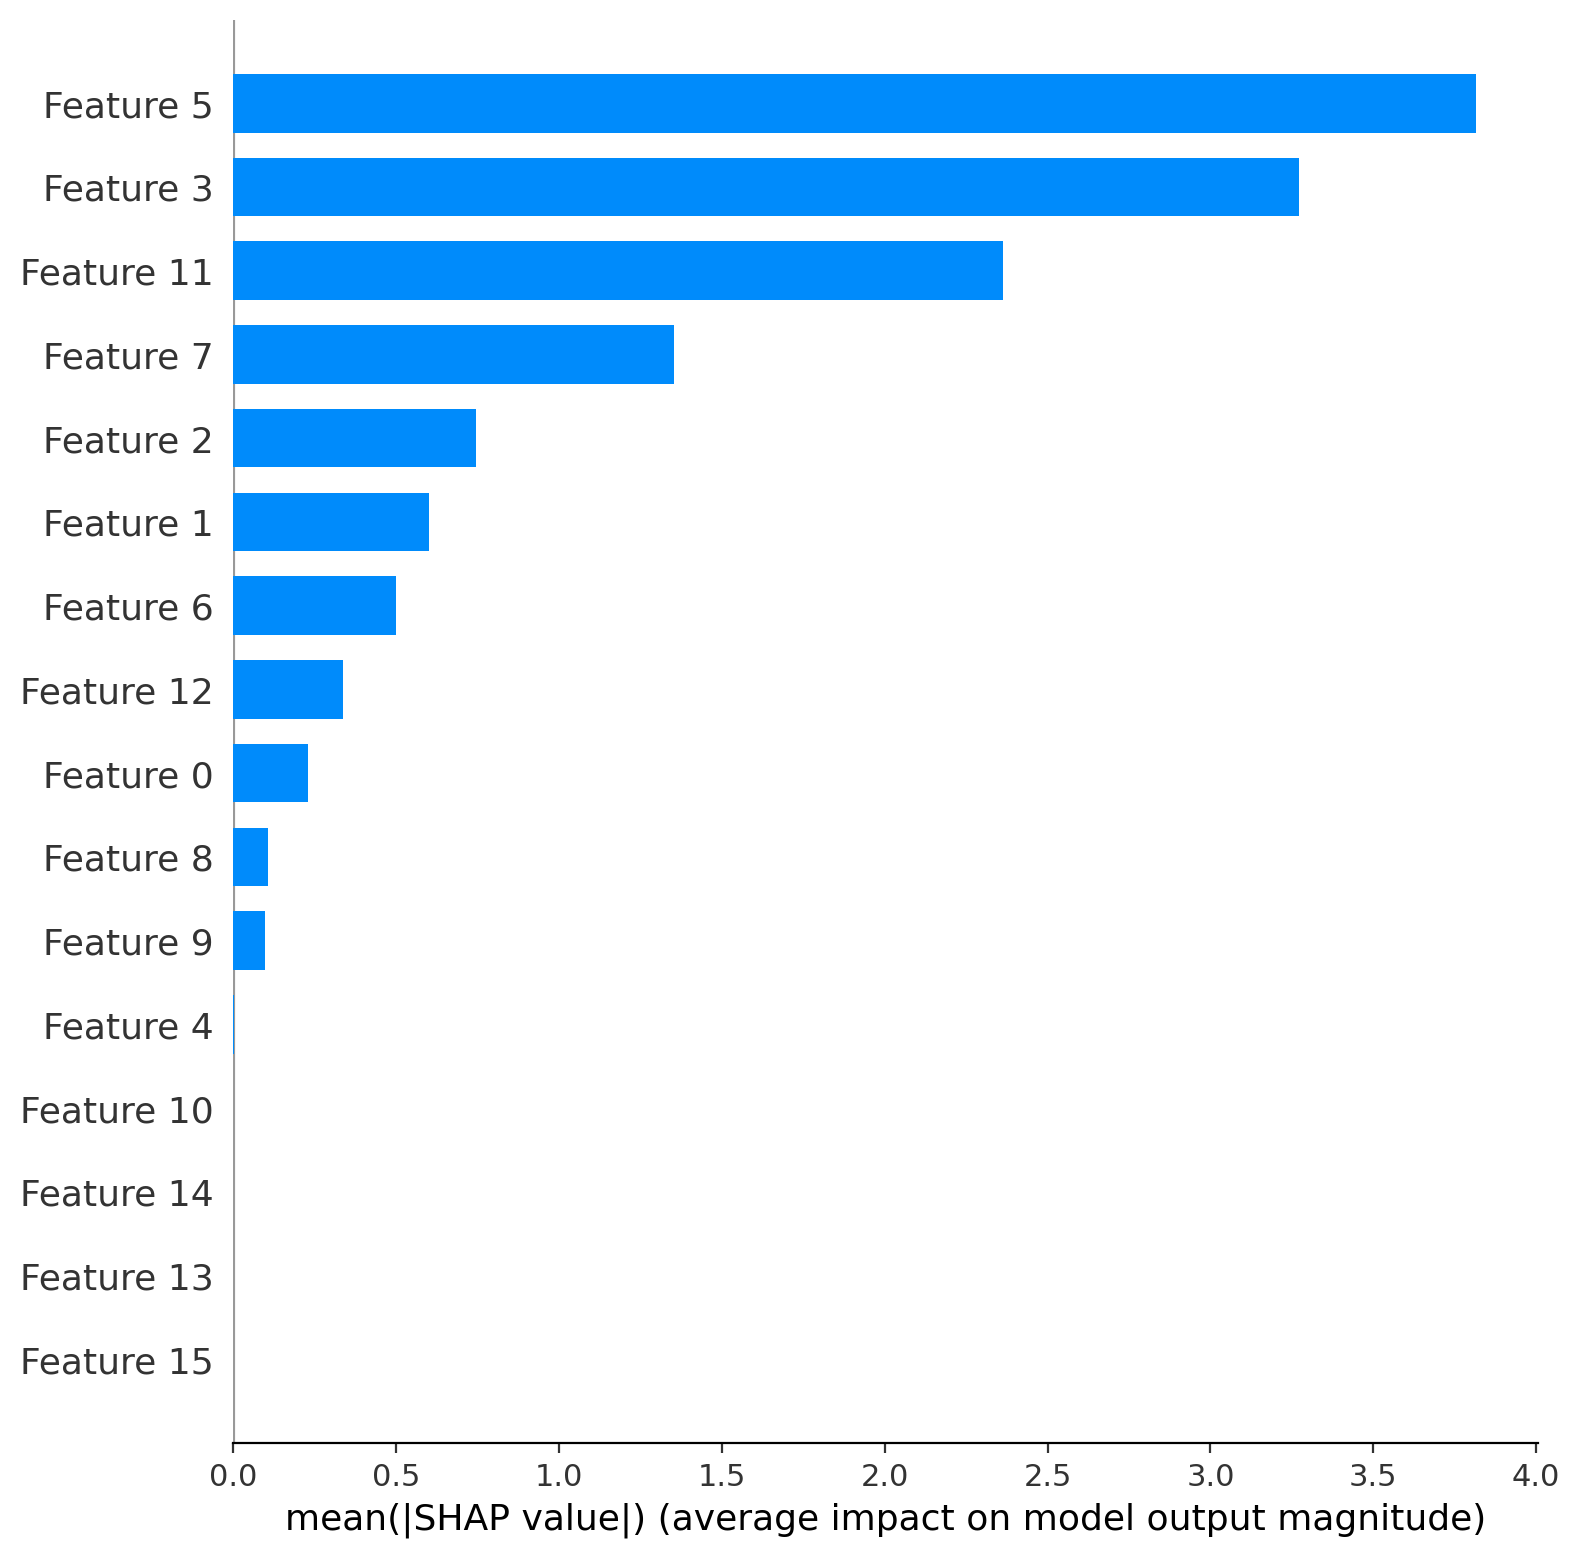 Feature 5
Feature 3
Feature 11
Feature 7
Feature 2
Feature 1
Feature 6
Feature 12
Feature 0
Feature 8
Feature 9
Feature 4
Feature 10
Feature 14
Feature 13
Feature 15
0.0 0.5 1.0 1.5 2.0 2.5 3.0 3.5 4.0
mean(|SHAP value|) (average impact on model output magnitude)